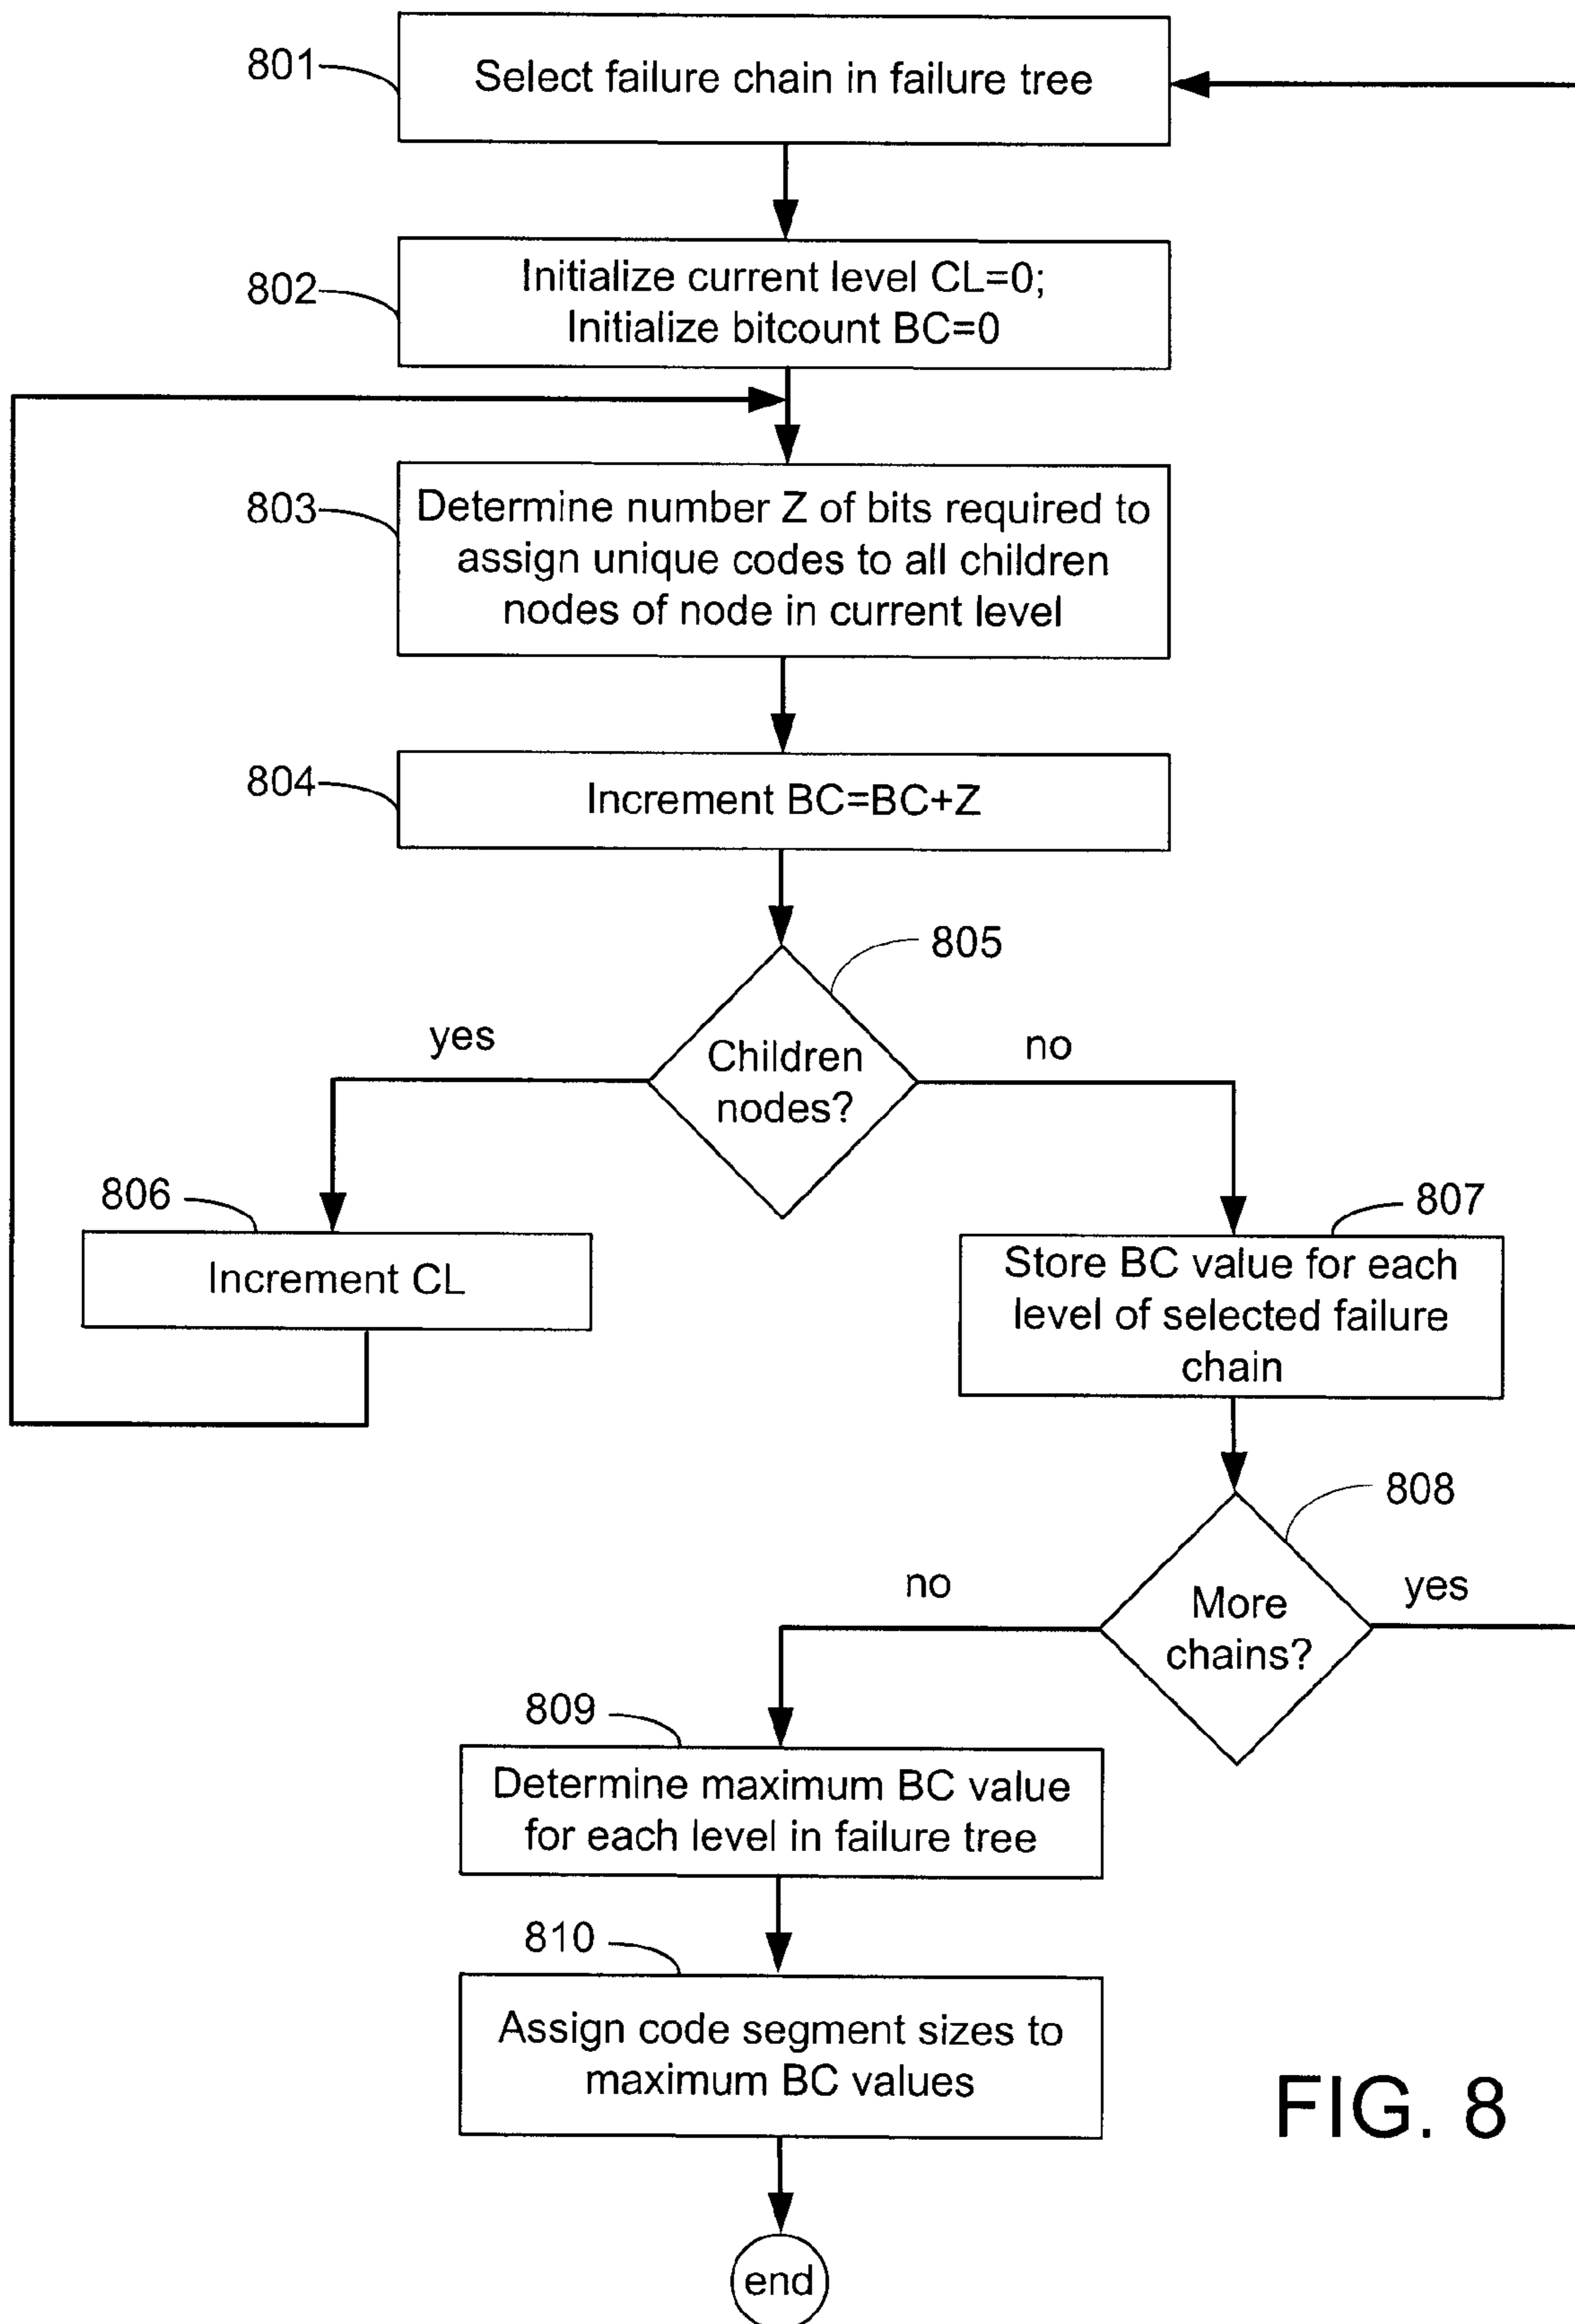 801
Select failure chain in failure tree
802
Initialize current level CL=0;
Initialize bitcount BC=0
803
Determine number Z of bits required to
assign unique codes to all children
nodes of node in current level
804
Increment BC=BC+Z
805
Children
nodes?
yes
no
806
Increment CL
807
Store BC value for each
level of selected failure
chain
808
More
chains?
no
yes
809
Determine maximum BC value
for each level in failure tree
810
Assign code segment sizes to
maximum BC values
end
FIG. 8